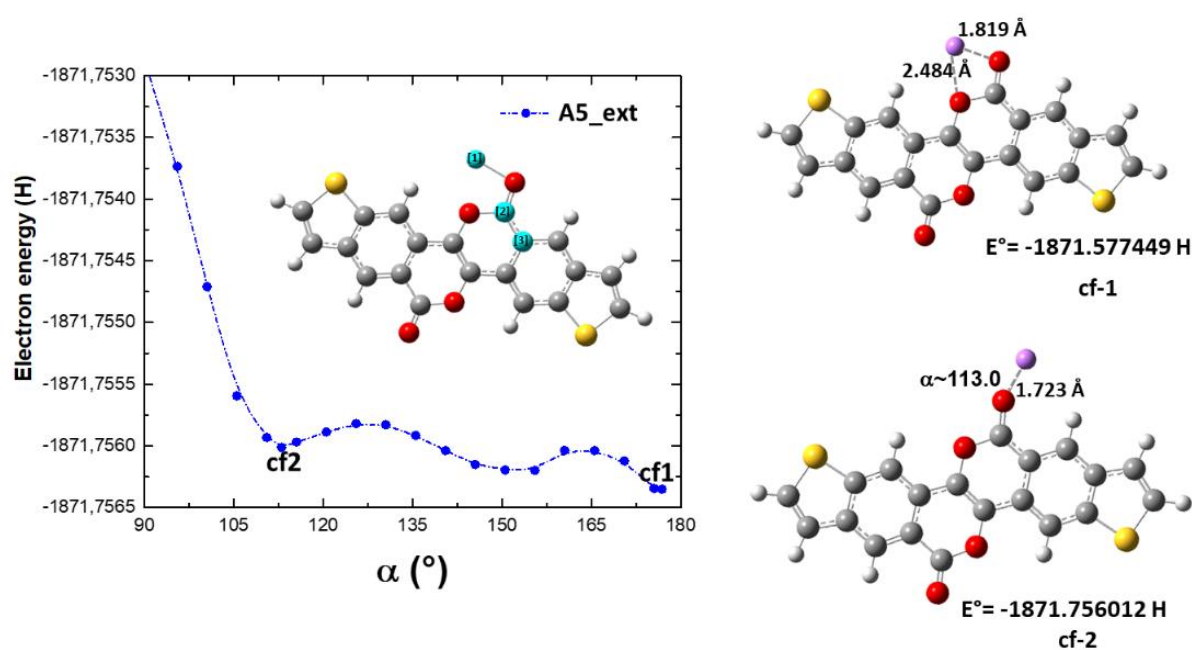 Electron energy (H)
-1871,7530
-1871,7535
-1871,7540
-1871,7545
-1871,7550
-1871,7555
-1871,7560
-1871,7565
90
105
120
135
150
165
180
α (°)
A5_ext
[1]
[2]
[3]
cf2
cf1
1.819 Å
2.484 Å
E°= -1871.577449 H
cf-1
α~113.0
1.723 Å
E°= -1871.756012 H
cf-2